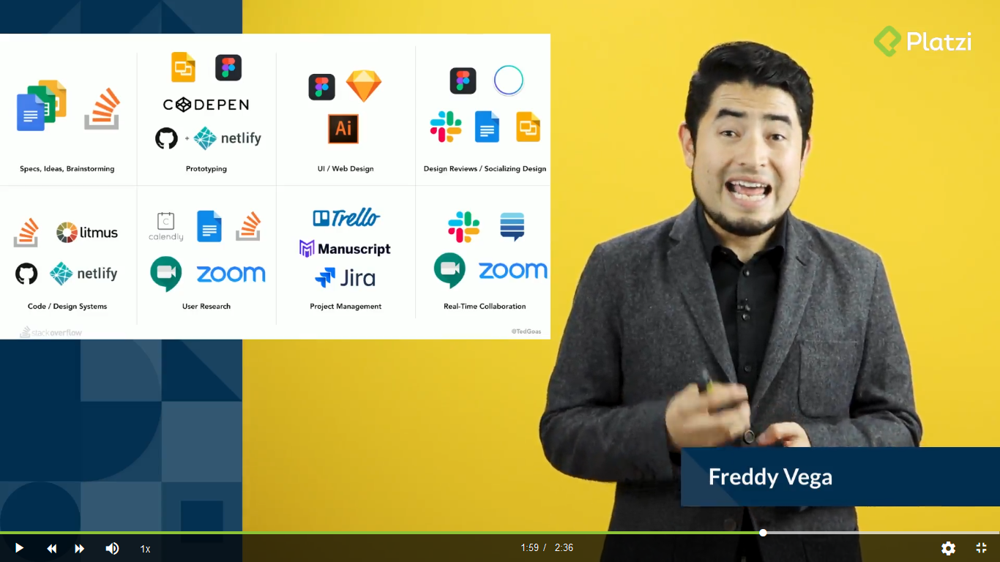 Platzi
CODEPEN
+ netlify
Ai
Specs, Ideas, Brainstorming
Prototyping
UI / Web Design
Design Reviews / Socializing Design
litmus
netlify
C
calendly
zoom
Trello
Manuscript
Jira
zoom
Code / Design Systems
User Research
Project Management
Real-Time Collaboration
stackoverflow
@TedGoas
Freddy Vega
1x
1:59 / 2:36